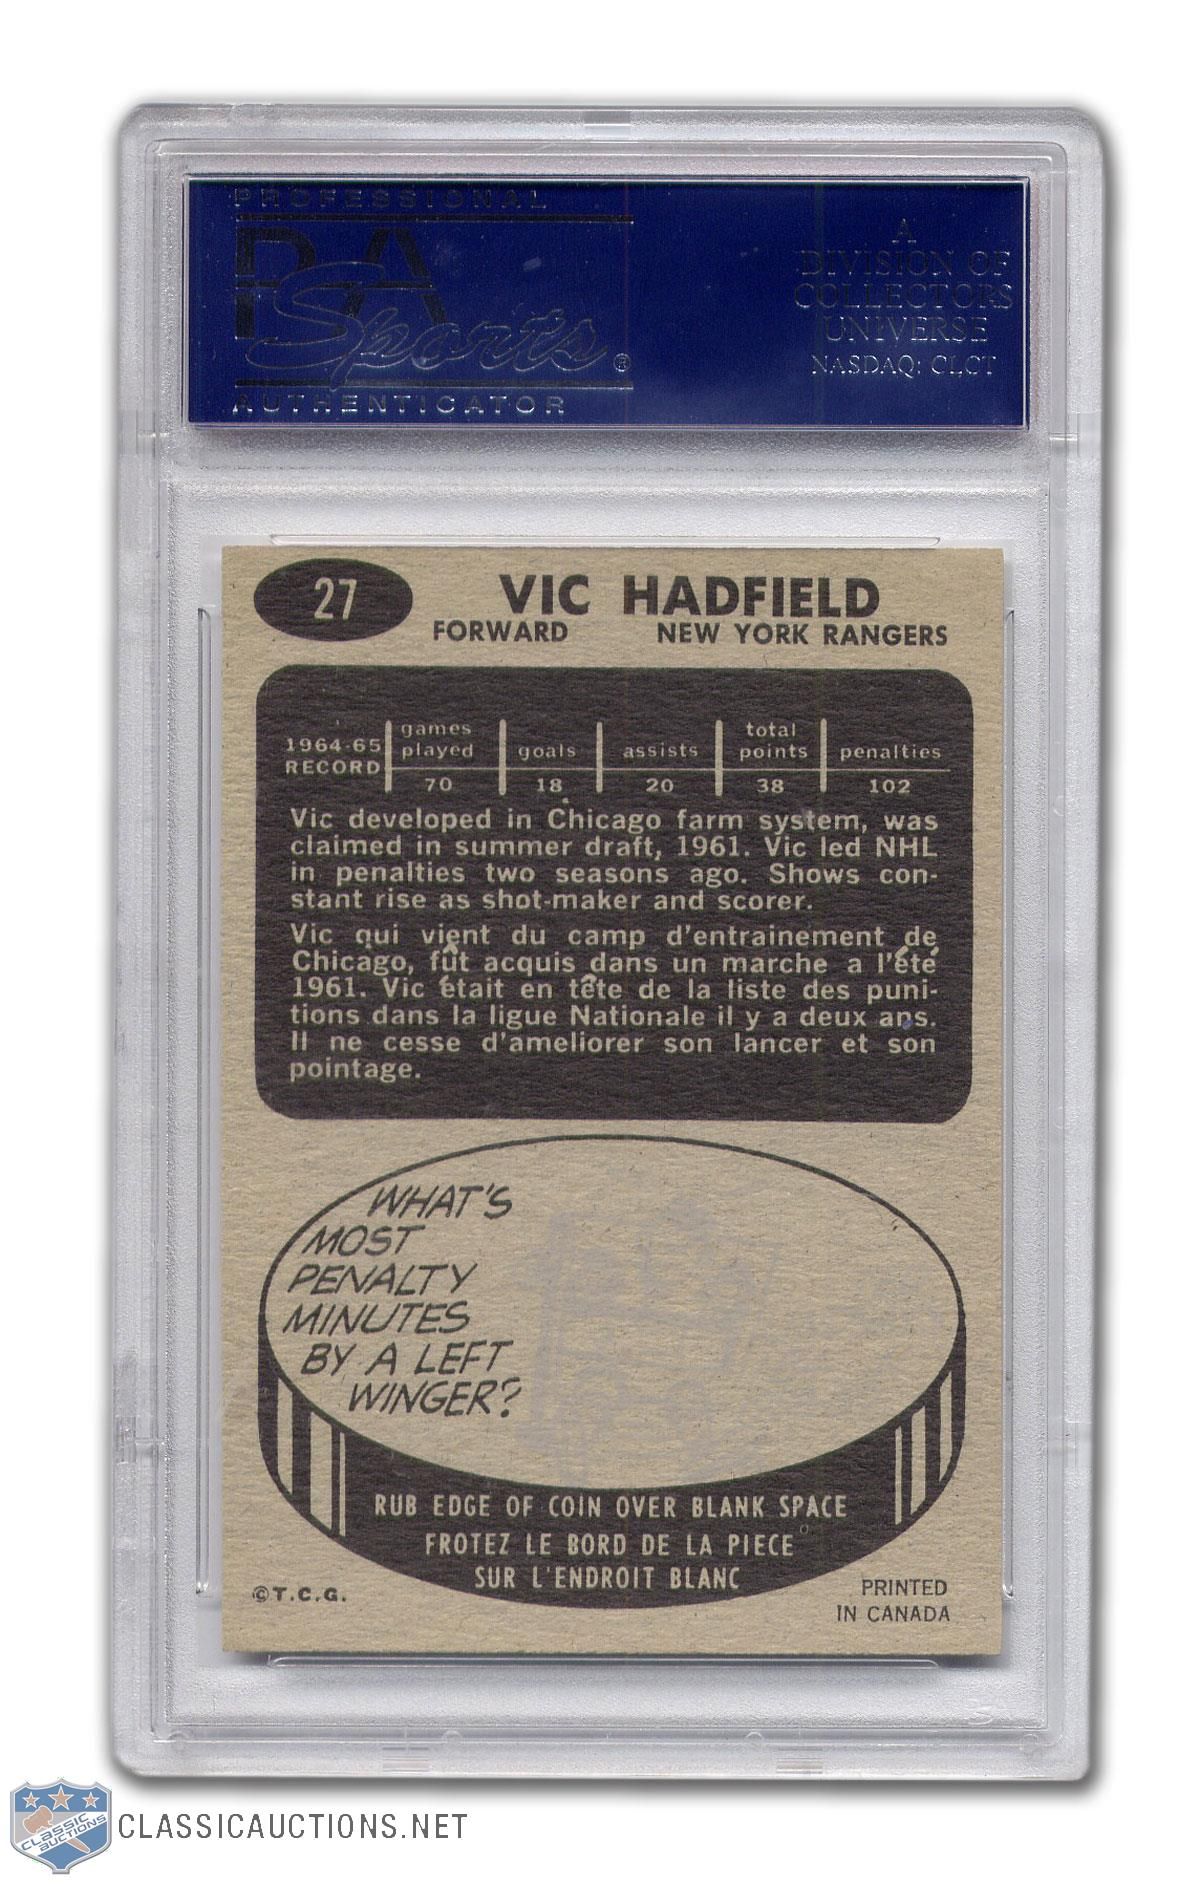 PROFESSIONAL
PSA
Sports®
AUTHENTICATOR
A
DIVISION OF
COLLECTORS
UNIVERSE
NASDAQ: CLCT
27
VIC HADFIELD
FORWARD NEW YORK RANGERS
1964-65 RECORD games played goals assists total points penalties
70 18 20 38 102
Vic developed in Chicago farm system, was
claimed in summer draft, 1961. Vic led NHL
in penalties two seasons ago. Shows con-
stant rise as shot-maker and scorer.
Vic qui vient du camp d'entrainement de
Chicago, fût acquis dans un marche a l'été
1961. Vic était en tête de la liste des puni-
tions dans la ligue Nationale il y a deux ans.
Il ne cesse d'ameliorer son lancer et son
pointage.
WHAT'S
MOST
PENALTY
MINUTES
BY A LEFT
WINGER?
RUB EDGE OF COIN OVER BLANK SPACE
FROTEZ LE BORD DE LA PIECE
SUR L'ENDROIT BLANC
©T.C.G.
PRINTED
IN CANADA
CLASSIC
AUCTIONS
CLASSICAUCTIONS.NET